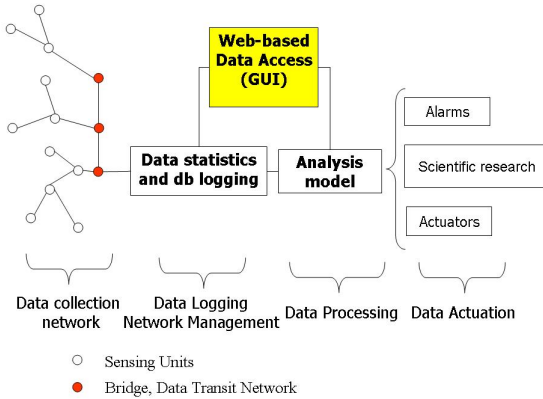 Web-based
Data Access
(GUI)
Data statistics
and db logging
Analysis
model
Alarms
Scientific research
Actuators
Data collection
network
Data Logging
Network Management
Data Processing
Data Actuation
Sensing Units
Bridge, Data Transit Network